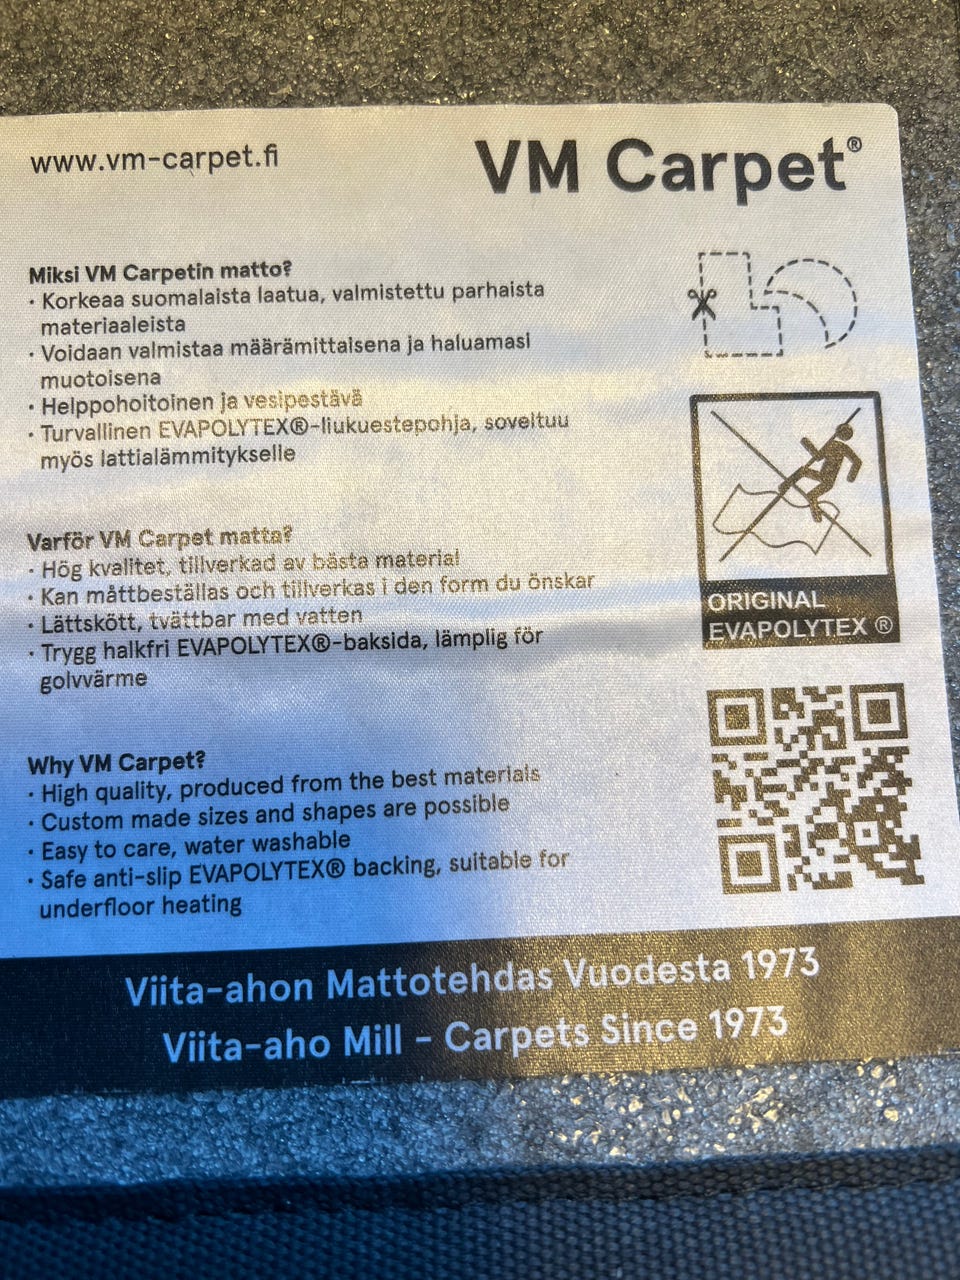 www.vm-carpet.fi
VM Carpet®
Miksi VM Carpetin matto?
· Korkeaa suomalaista laatua, valmistettu parhaista
materiaaleista
· Voidaan valmistaa määrämittaisena ja haluamasi
muotoisena
· Helppohoitoinen ja vesipestävä
· Turvallinen EVAPOLYTEX®-liukuestepohja, soveltuu
myös lattialämmitykselle
Varför VM Carpet matta?
· Hög kvalitet, tillverkad av bästa material
· Kan måttbeställas och tillverkas i den form du önskar
· Lättskött, tvättbar med vatten
· Trygg halkfri EVAPOLYTEX®-baksida, lämplig för
golvvärme
ORIGINAL
EVAPOLYTEX ®
Why VM Carpet?
· High quality, produced from the best materials
· Custom made sizes and shapes are possible
· Easy to care, water washable
· Safe anti-slip EVAPOLYTEX® backing, suitable for
underfloor heating
Viita-ahon Mattotehdas Vuodesta 1973
Viita-aho Mill - Carpets Since 1973